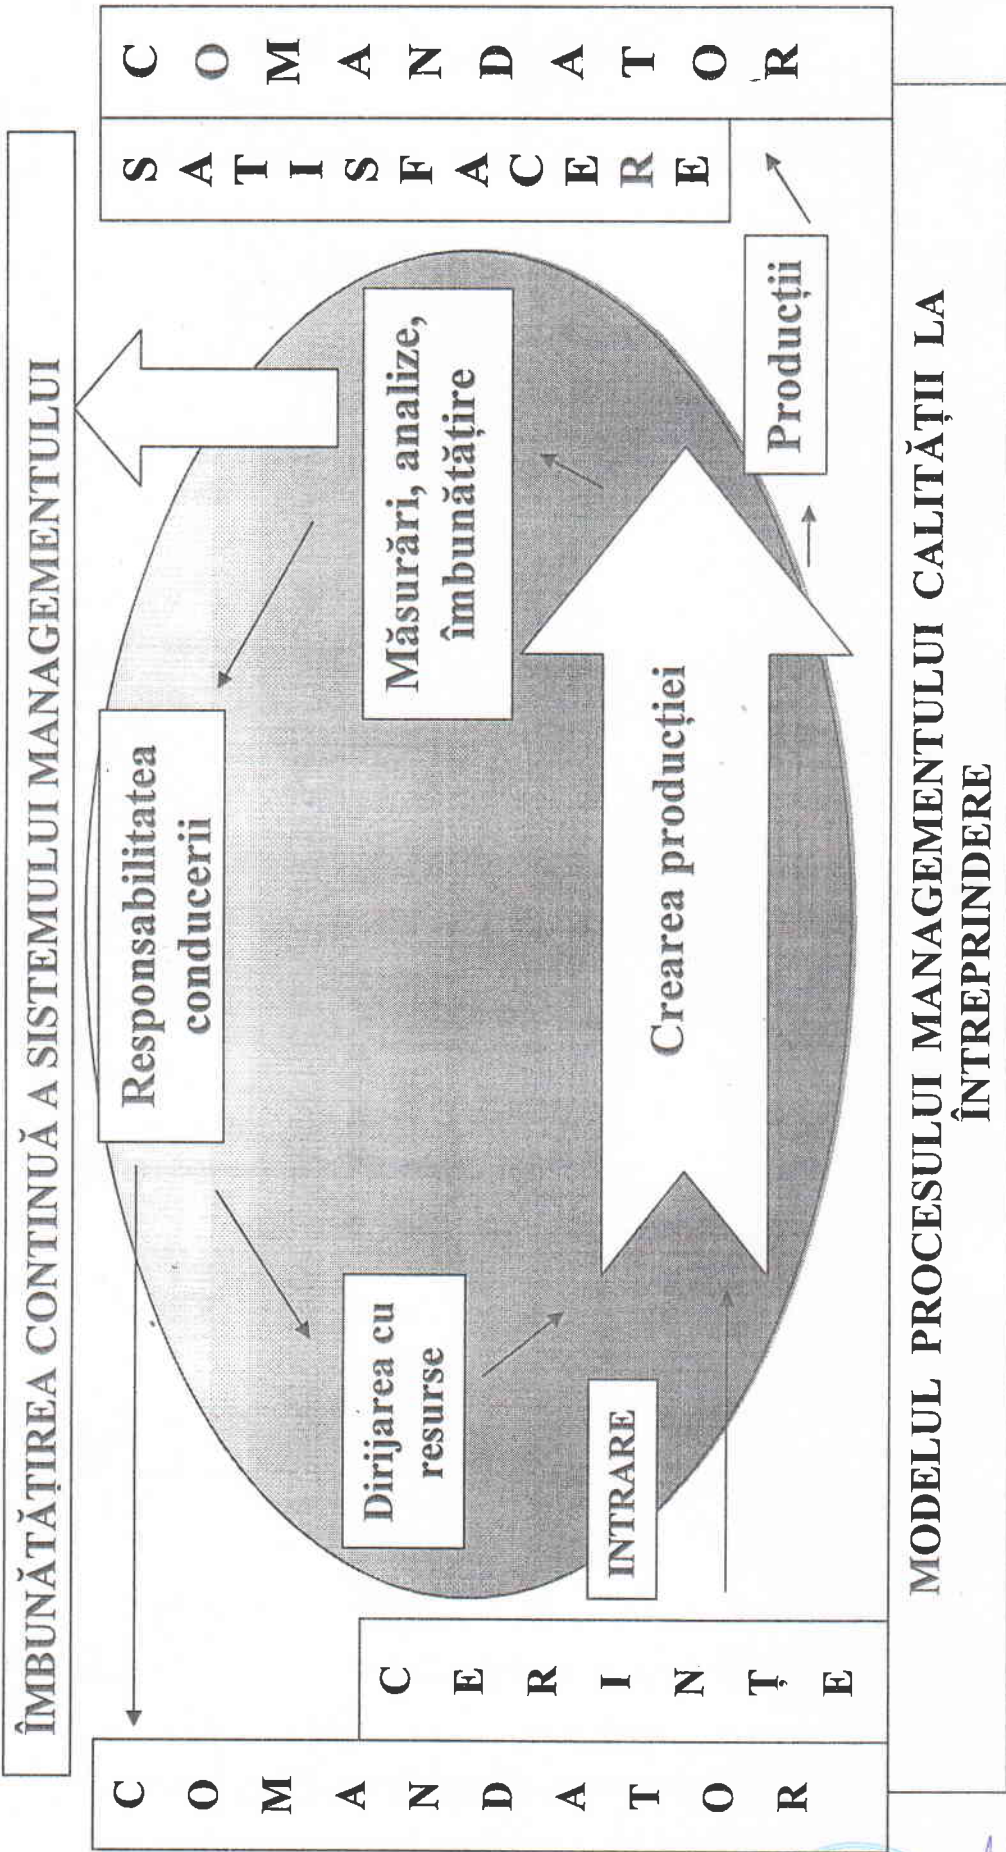 ÎMBUNĂTĂȚIREA CONTINUĂ A SISTEMULUI MANAGEMENTULUI
COMANDATOR
CERINȚE
Responsabilitatea
conducerii
Dirijarea cu
resurse
Măsurări, analize,
îmbunătățire
INTRARE
Crearea producției
Producții
SATISFACERE
COMANDATOR
MODELUL PROCESULUI MANAGEMENTULUI CALITĂȚII LA
ÎNTREPRINDERE